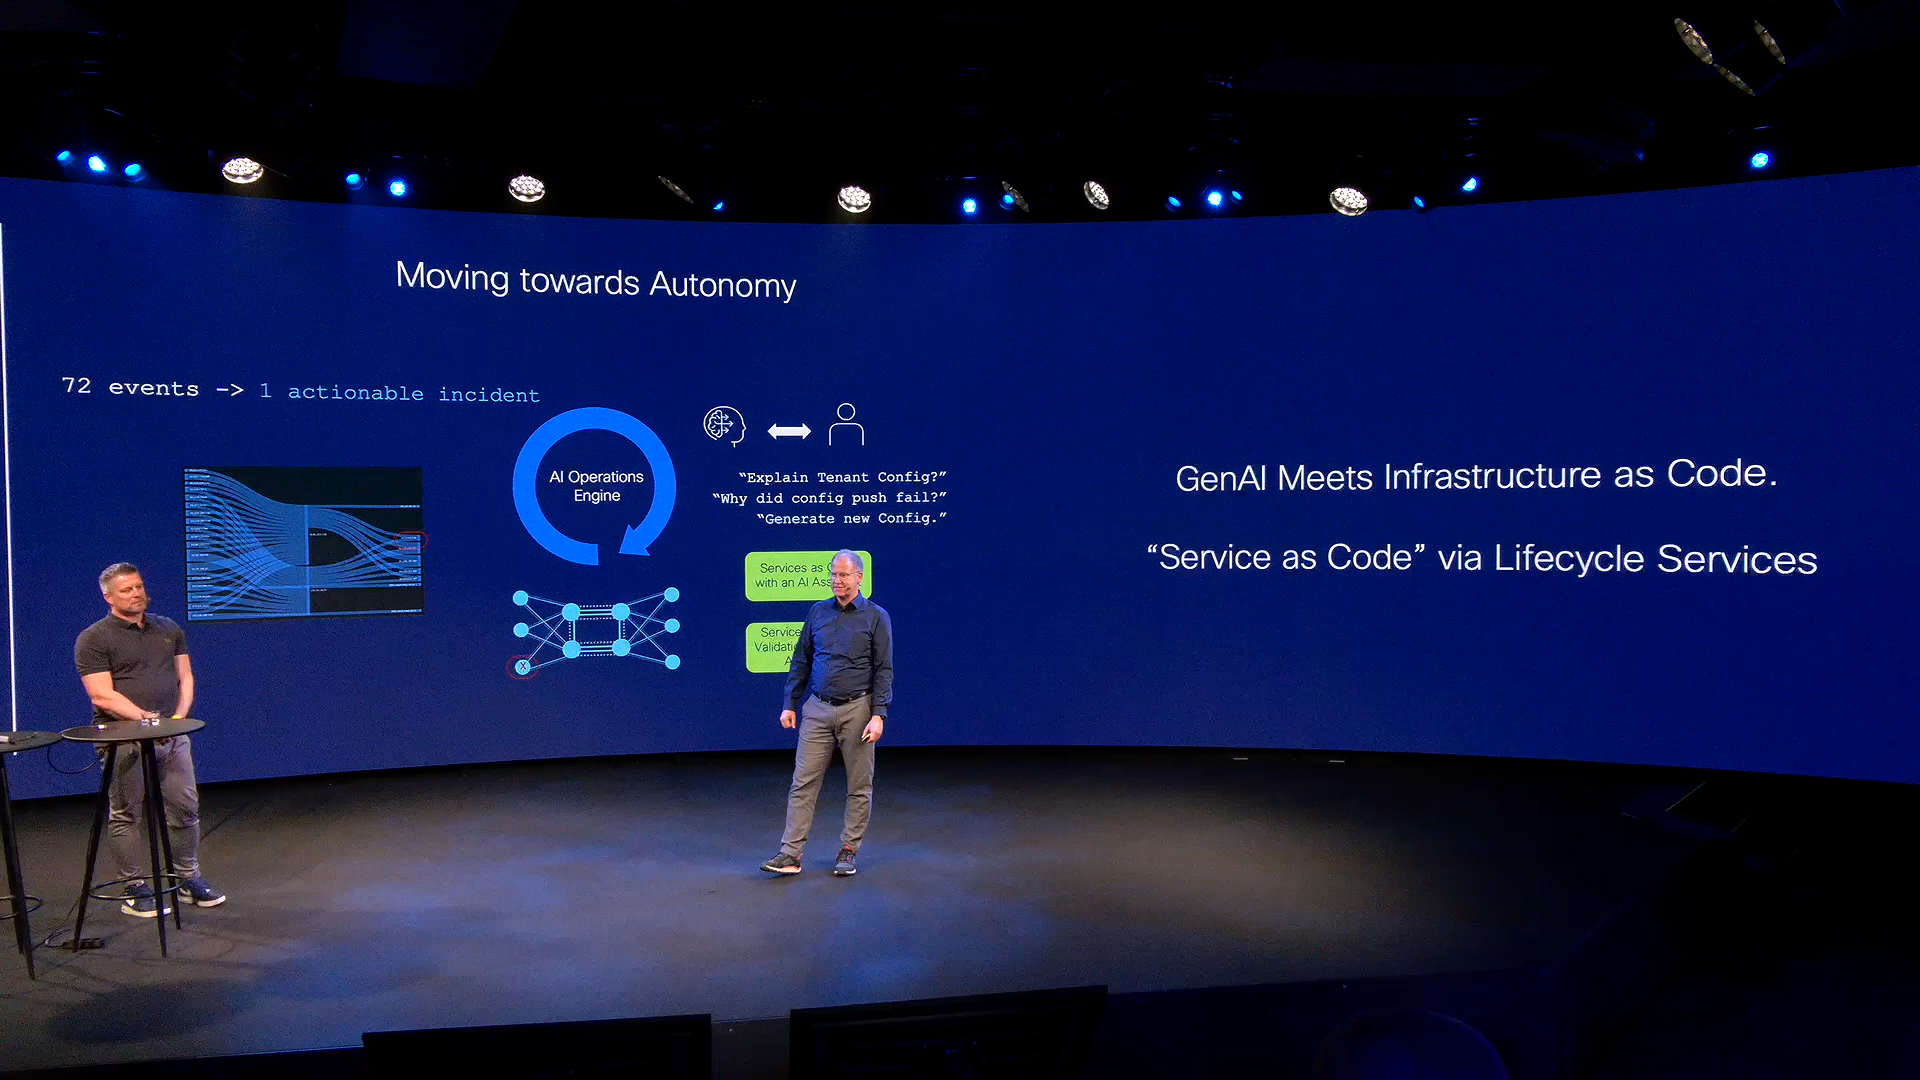 Moving towards Autonomy
72 events -> 1 actionable incident
AI Operations
Engine
“Explain Tenant Config?”
“Why did config push fail?”
“Generate new Config.”
Services as
with an AI
Service
X
GenAI Meets Infrastructure as Code.
“Service as Code” via Lifecycle Services